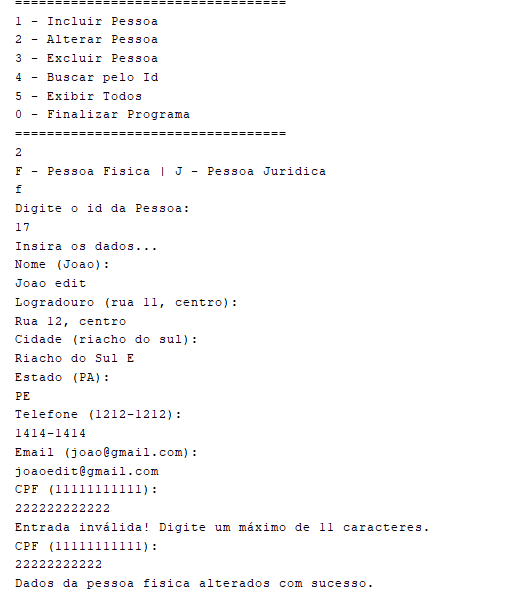 ==================================
1 - Incluir Pessoa
2 - Alterar Pessoa
3 - Excluir Pessoa
4 - Buscar pelo Id
5 - Exibir Todos
0 - Finalizar Programa
==================================
2
F - Pessoa Fisica | J - Pessoa Juridica
f
Digite o id da Pessoa:
17
Insira os dados...
Nome (Joao):
Joao edit
Logradouro (rua 11, centro):
Rua 12, centro
Cidade (riacho do sul):
Riacho do Sul E
Estado (PA):
PE
Telefone (1212-1212):
1414-1414
Email (joao@gmail.com):
joaoedit@gmail.com
CPF (11111111111):
222222222222
Entrada inválida! Digite um máximo de 11 caracteres.
CPF (11111111111):
22222222222
Dados da pessoa fisica alterados com sucesso.